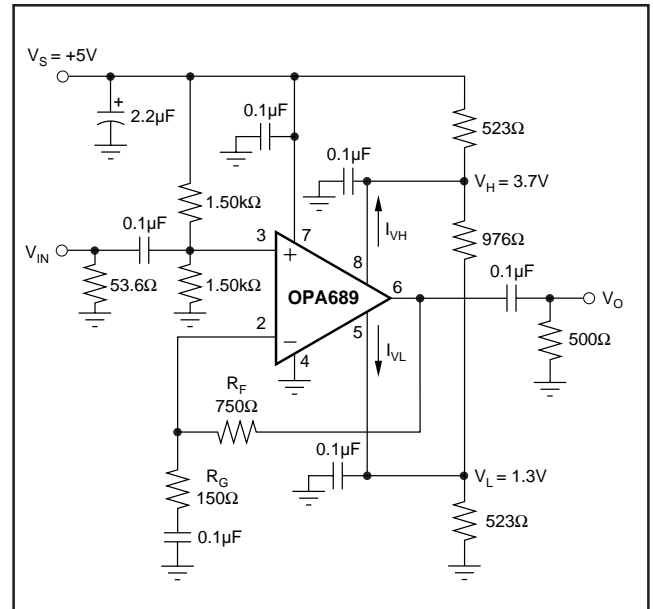 V_S = +5V
2.2µF
+
0.1µF
523Ω
0.1µF
V_H = 3.7V
1.50kΩ
976Ω
I_VH
0.1µF
V_IN
3
7
8
+
6
0.1µF
V_O
53.6Ω
1.50kΩ
OPA689
2
−
4
5
I_VL
500Ω
R_F
750Ω
0.1µF
V_L = 1.3V
R_G
150Ω
523Ω
0.1µF